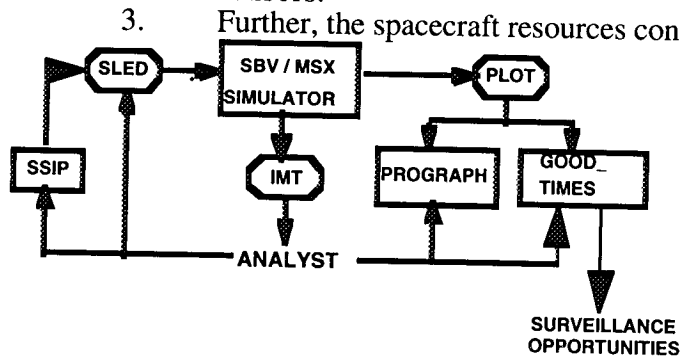 3. Further, the spacecraft resources con
SLED
SBV / MSX
SIMULATOR
PLOT
SSIP
IMT
PROGRAPH
GOOD_
TIMES
ANALYST
SURVEILLANCE
OPPORTUNITIES